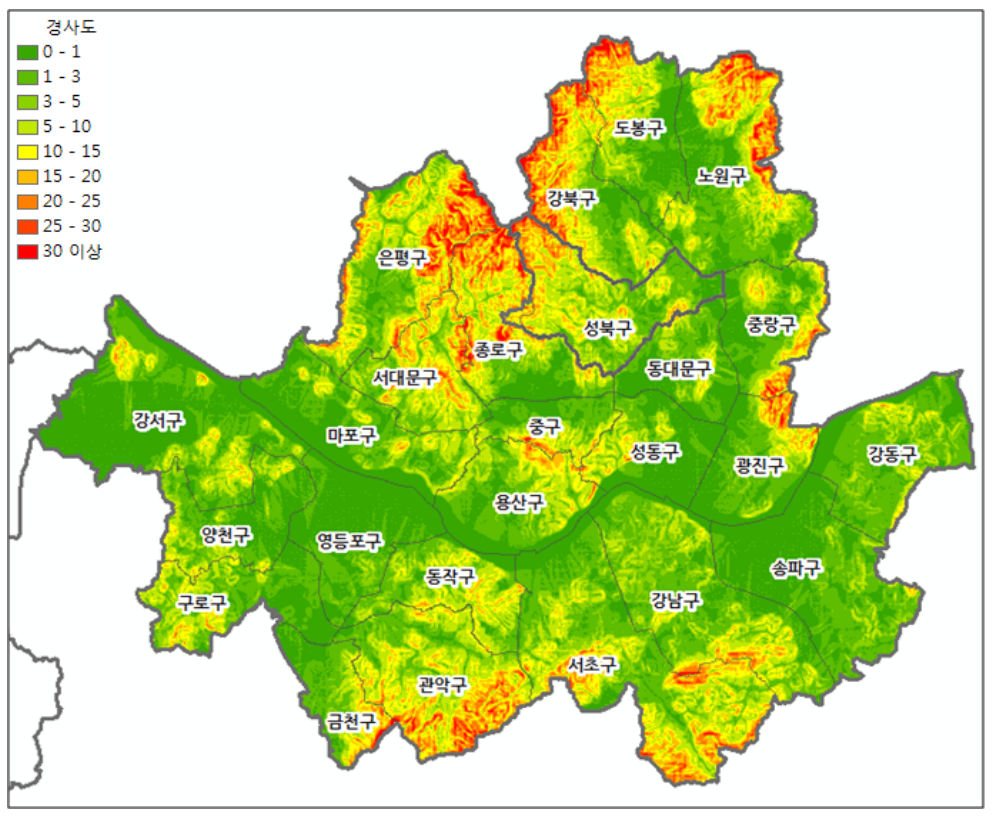 경사도
0 - 1
1 - 3
3 - 5
5 - 10
10 - 15
15 - 20
20 - 25
25 - 30
30 이상
도봉구
노원구
강북구
은평구
성북구
중랑구
종로구
동대문구
서대문구
강서구
마포구
중구
성동구
강동구
광진구
용산구
양천구
영등포구
송파구
동작구
구로구
강남구
서초구
관악구
금천구